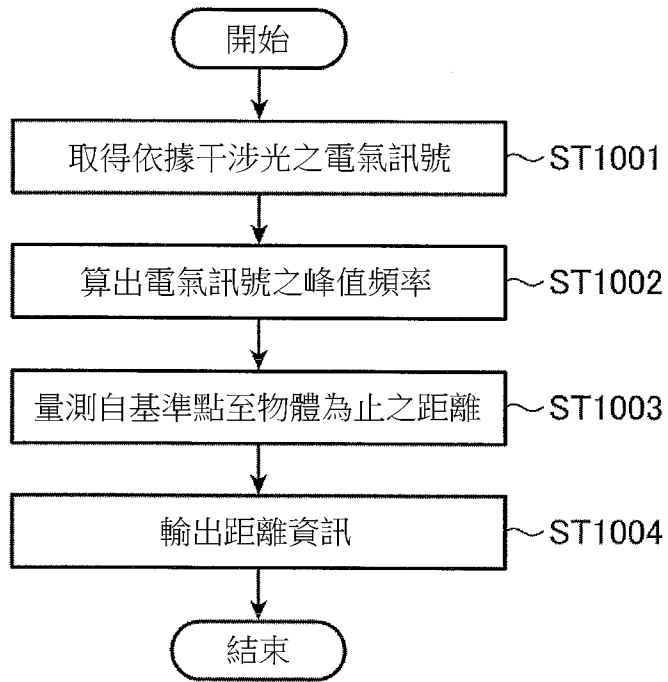 開始
取得依據干涉光之電氣訊號 ST1001
算出電氣訊號之峰值頻率 ST1002
量測自基準點至物體為止之距離 ST1003
輸出距離資訊 ST1004
結束